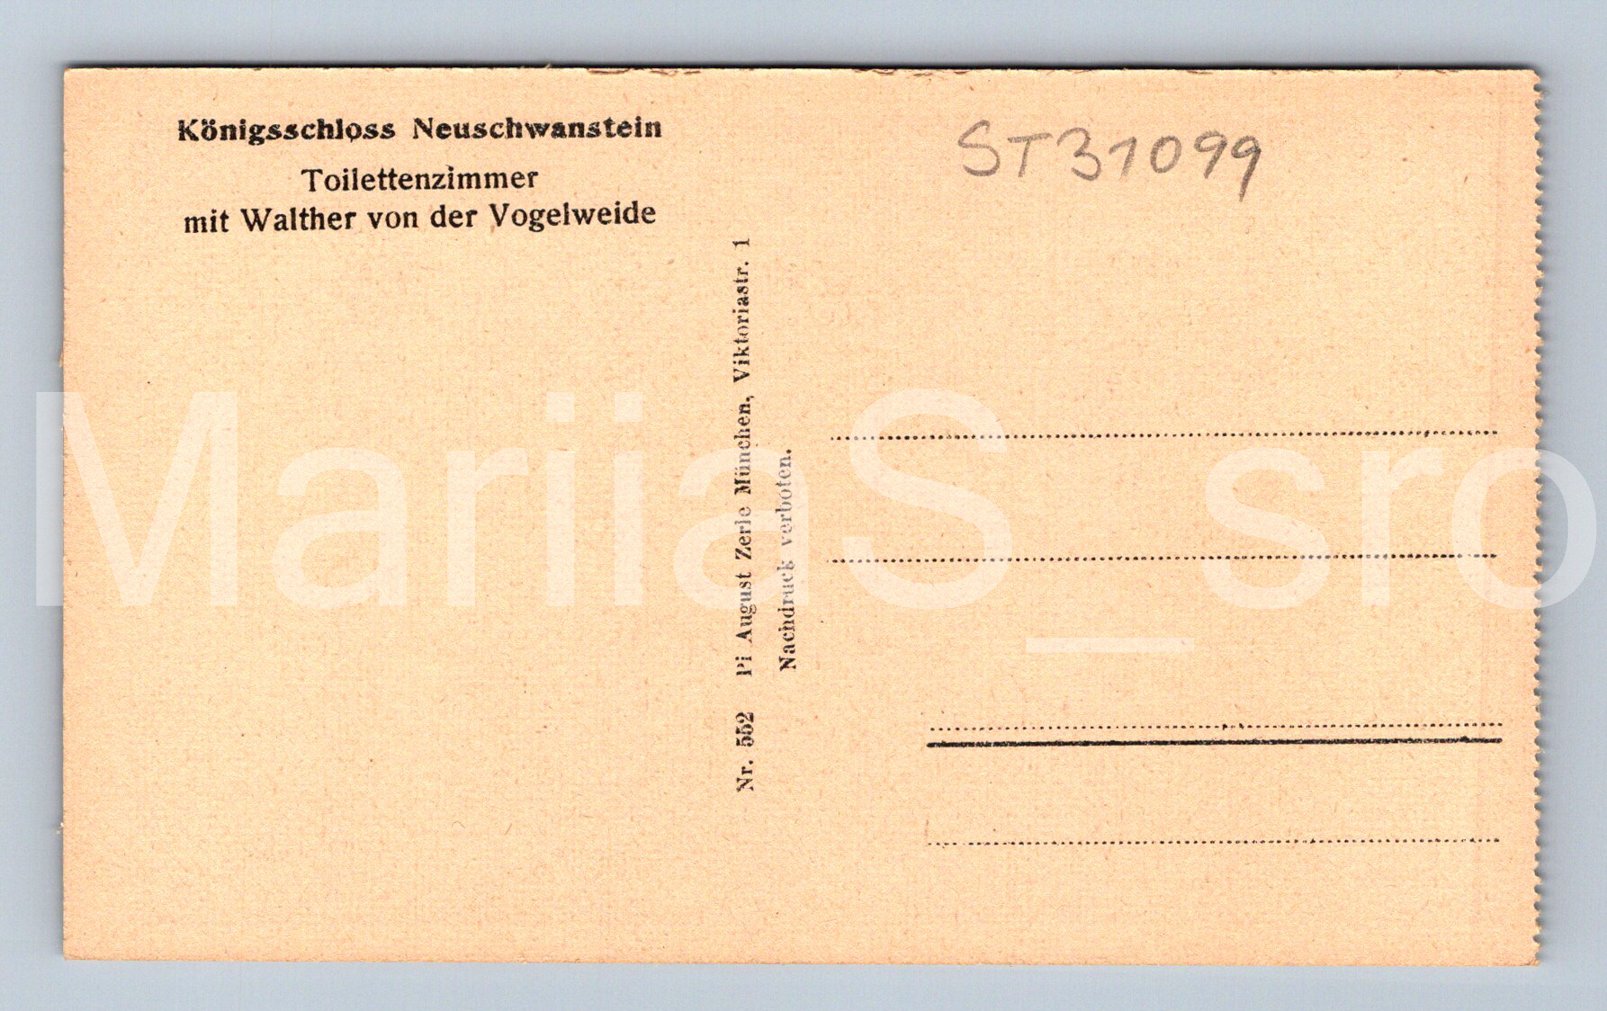 Königsschloss Neuschwanstein
Toilettenzimmer
mit Walther von der Vogelweide
ST31099
Nr. 552 Pi August Zerle München, Viktoriastr. 1
Nachdruck verboten.
MariiaS_sro